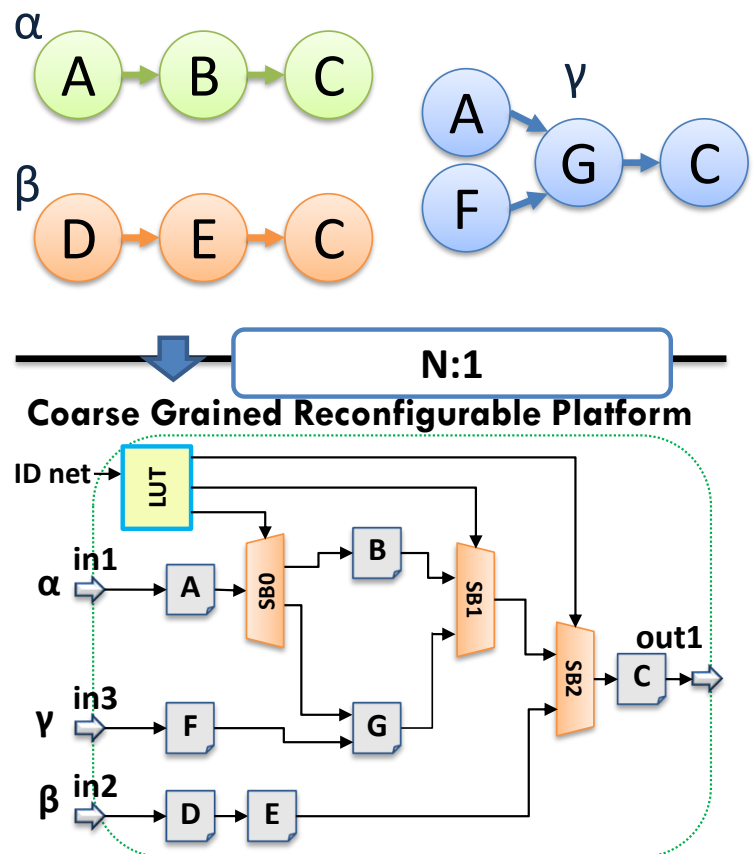 α
A B C
γ
A
G C
F
β
D E C
N:1
Coarse Grained Reconfigurable Platform
ID net
LUT
in1
α
A
SB0
B
SB1
out1
SB2
C
in3
γ
F
G
in2
β
D
E